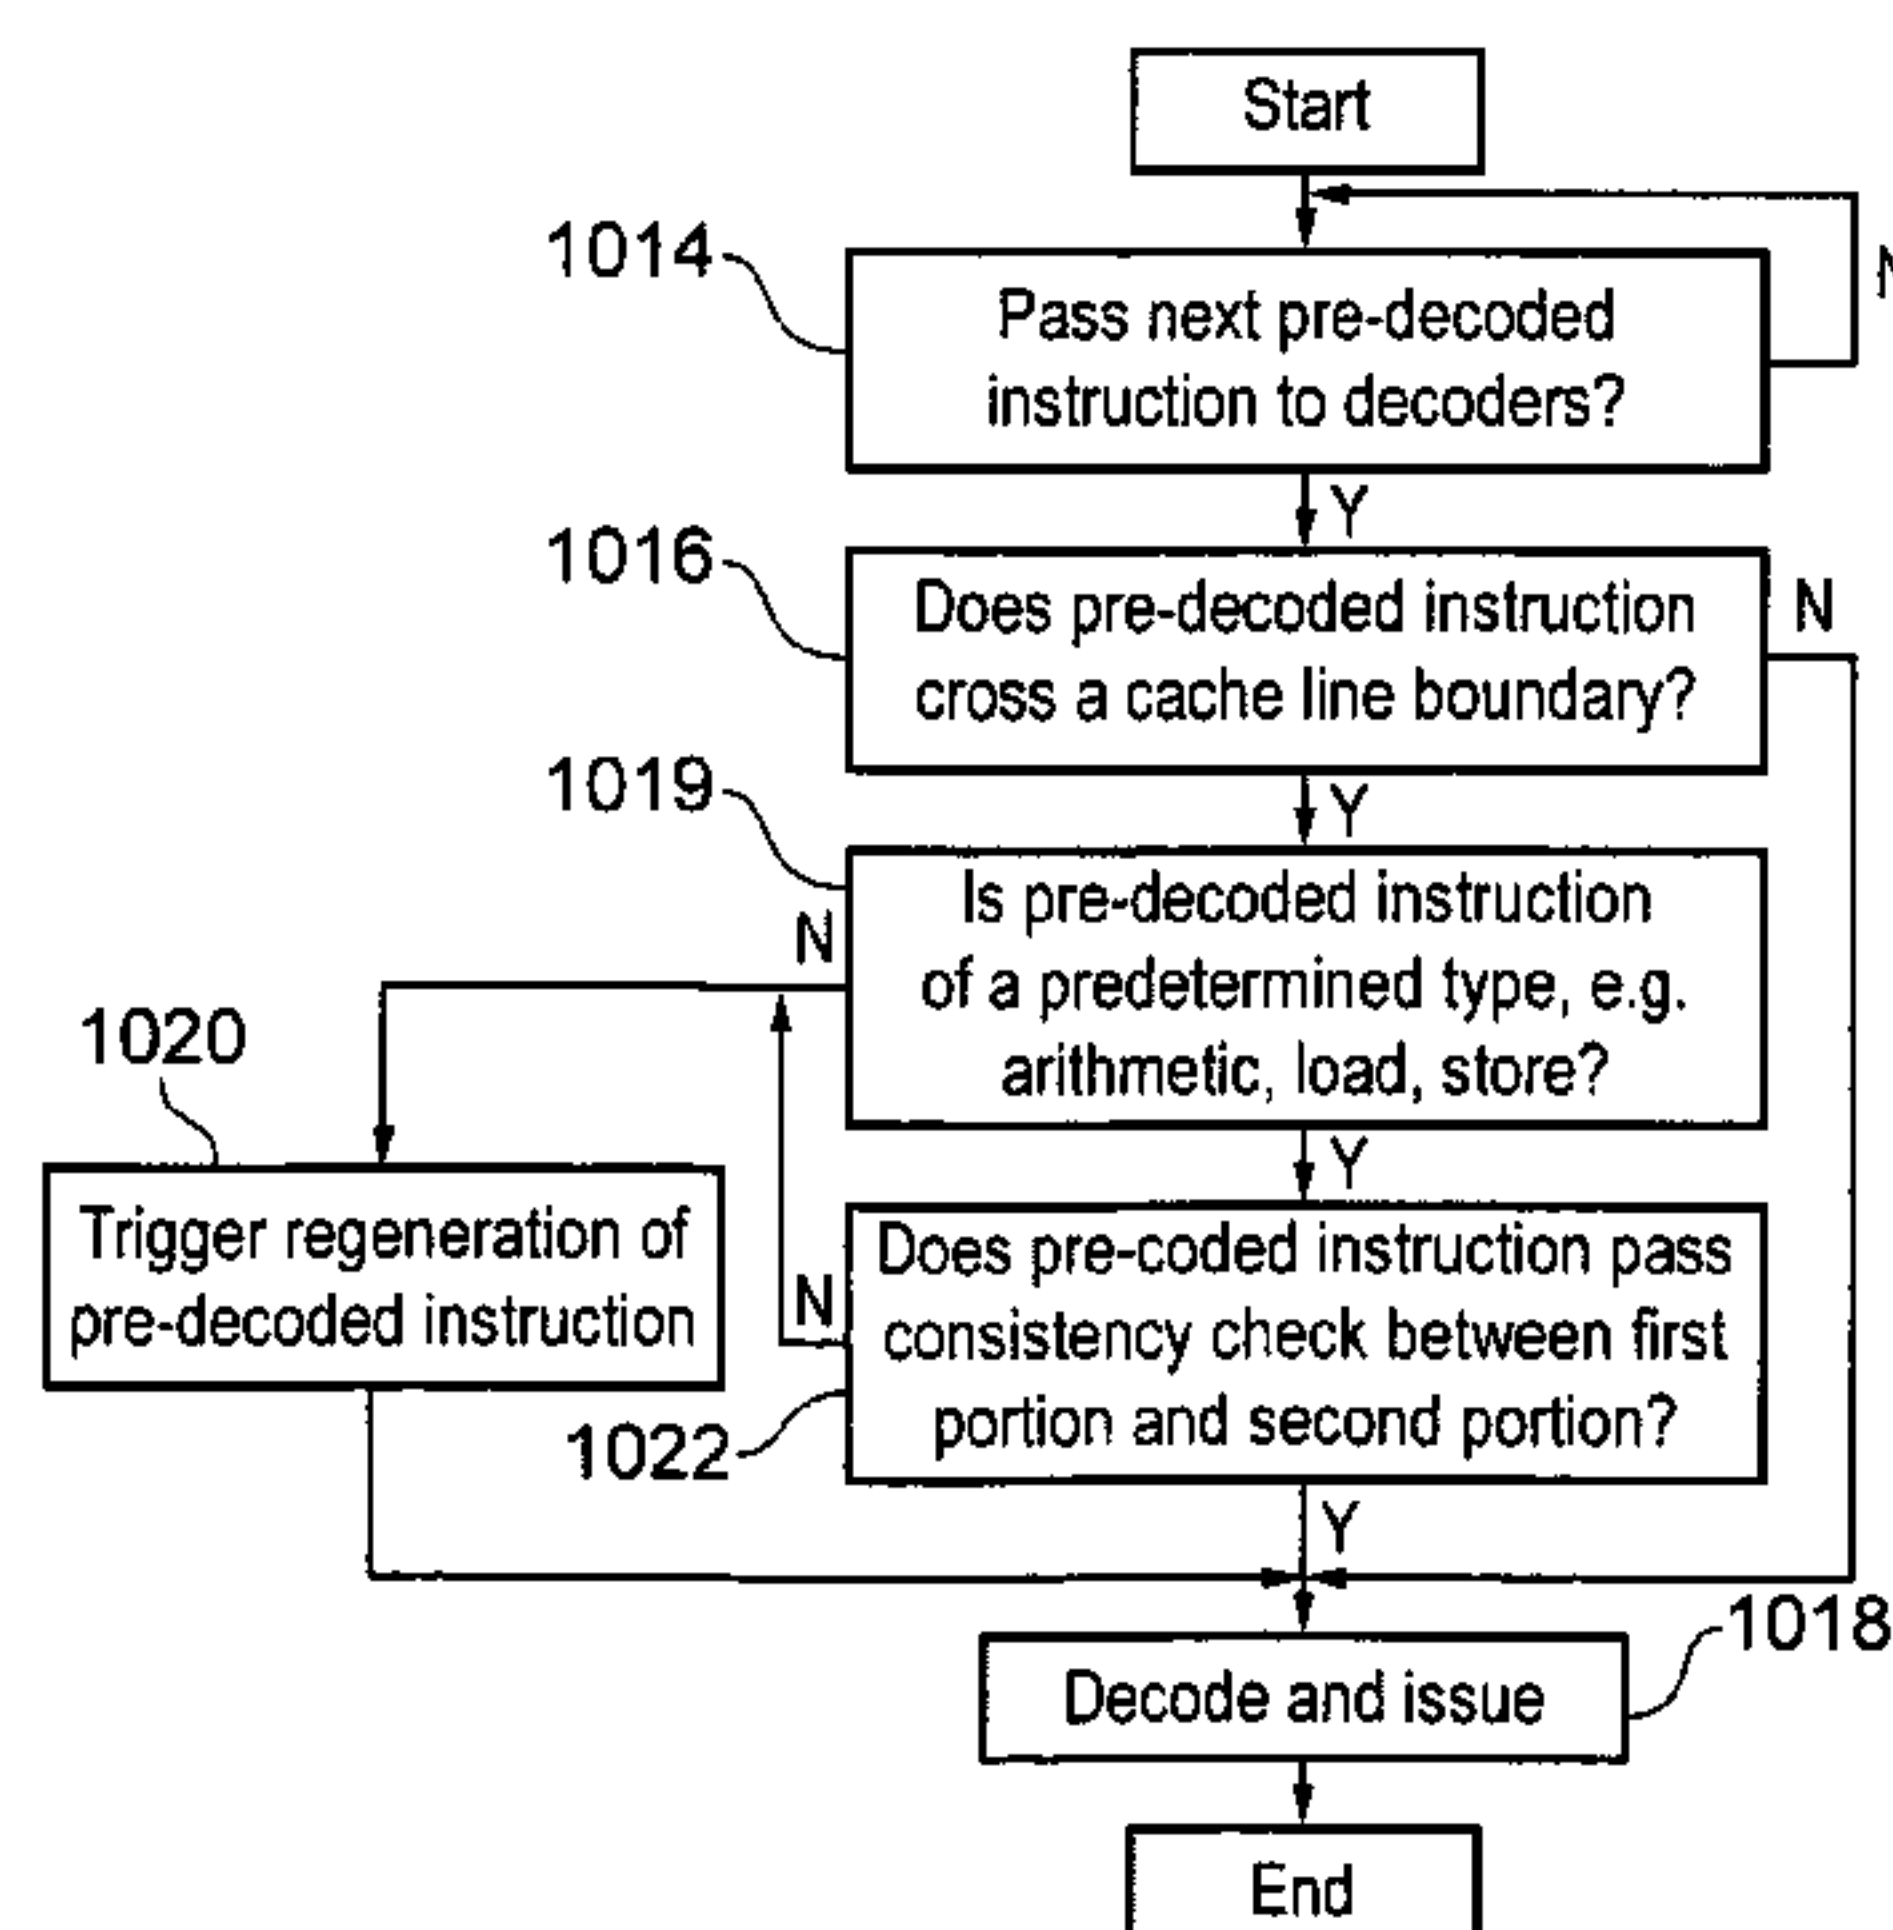 Start
1014
Pass next pre-decoded
instruction to decoders?
N
Y
1016
Does pre-decoded instruction
cross a cache line boundary?
N
Y
1019
Is pre-decoded instruction
of a predetermined type, e.g.
arithmetic, load, store?
N
Y
1020
Trigger regeneration of
pre-decoded instruction
Does pre-coded instruction pass
consistency check between first
portion and second portion?
N
1022
Y
1018
Decode and issue
End